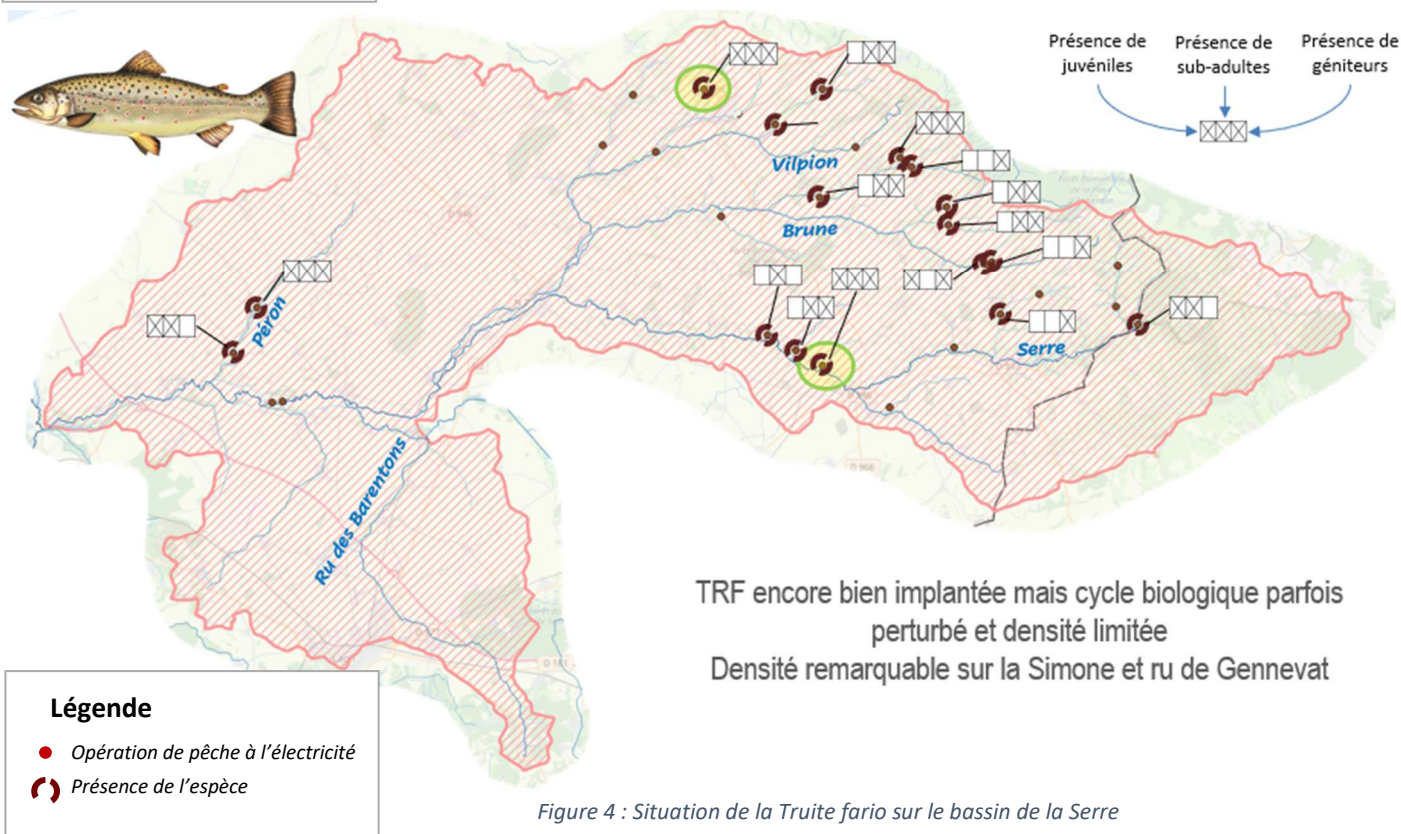 Présence de
juvéniles
Présence de
sub-adultes
Présence de
géniteurs
Vilpion
Brune
D 946
Péron
Serre
D 966
Ru des Barentons
D 181
TRF encore bien implantée mais cycle biologique parfois
perturbé et densité limitée
Densité remarquable sur la Simone et ru de Gennevat
Légende
Opération de pêche à l’électricité
Présence de l’espèce
Figure 4 : Situation de la Truite fario sur le bassin de la Serre